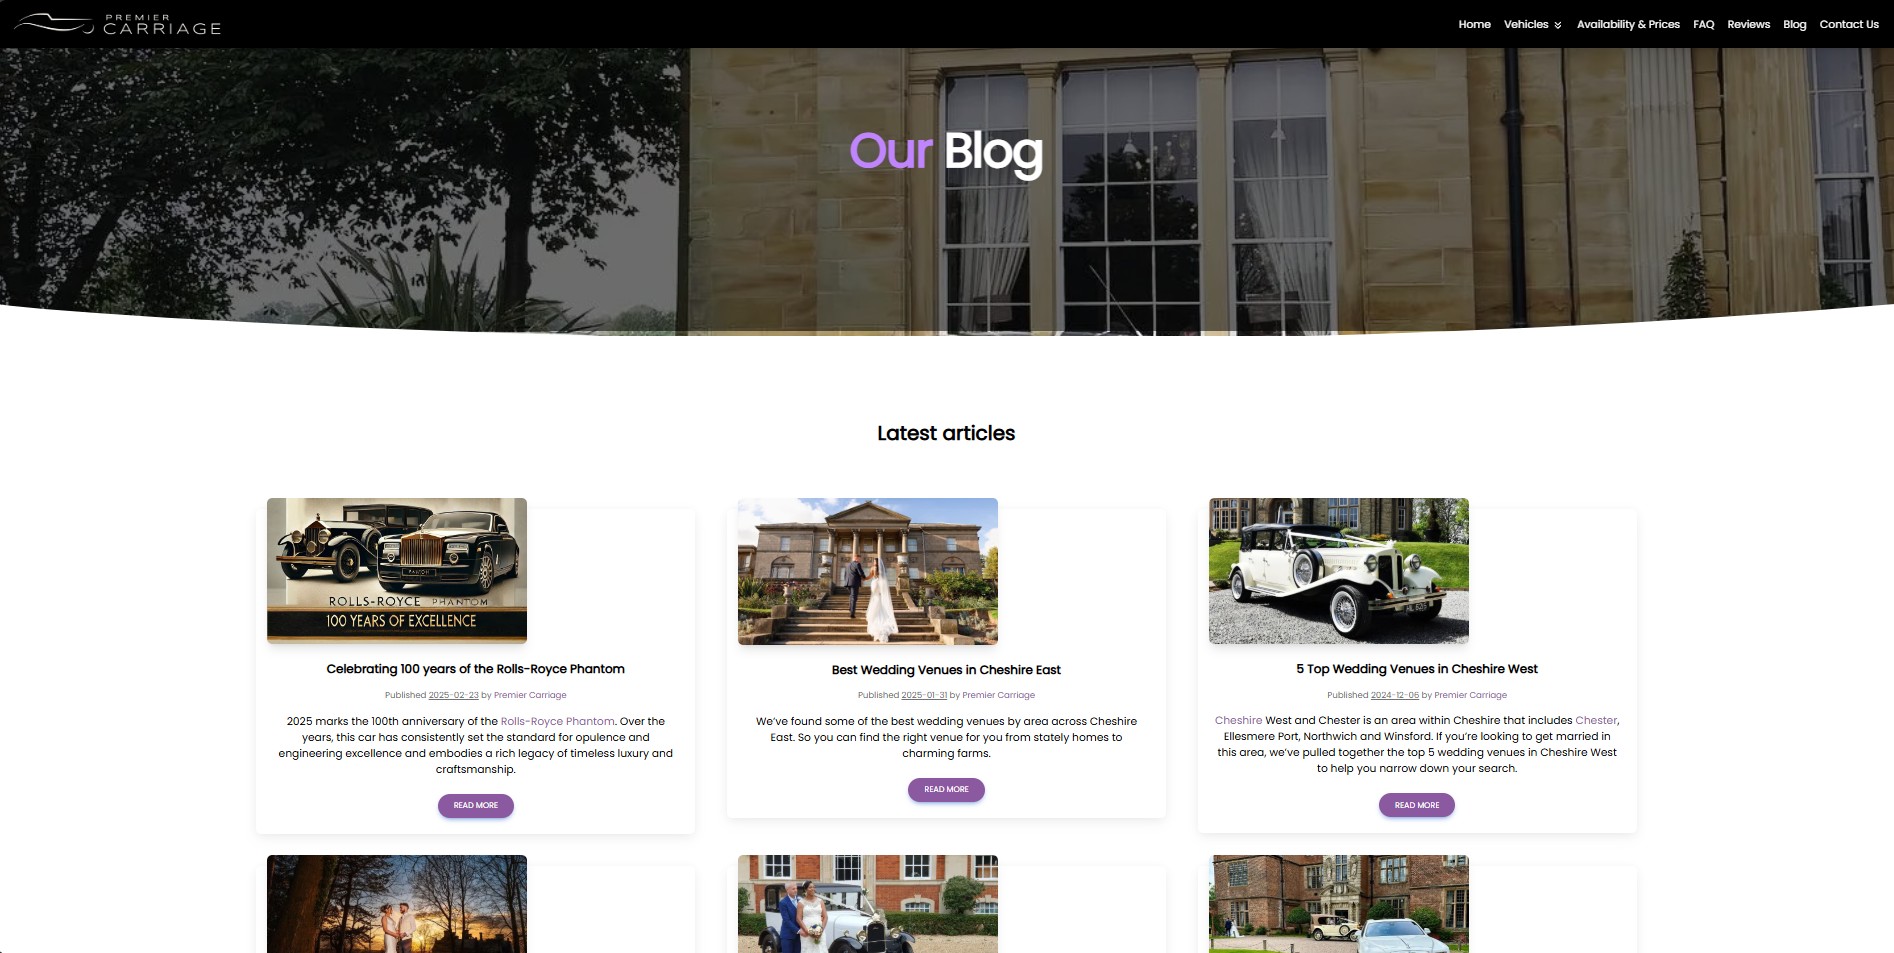 PREMIER
CARRIAGE
Home Vehicles Availability & Prices FAQ Reviews Blog Contact Us
Our Blog
Latest articles
ROLLS-ROYCE PHANTOM
100 YEARS OF EXCELLENCE
Celebrating 100 years of the Rolls-Royce Phantom
Published 2025-02-23 by Premier Carriage
2025 marks the 100th anniversary of the Rolls-Royce Phantom. Over the
years, this car has consistently set the standard for opulence and
engineering excellence and embodies a rich legacy of timeless luxury and
craftsmanship.
READ MORE
Best Wedding Venues in Cheshire East
Published 2025-01-31 by Premier Carriage
We've found some of the best wedding venues by area across Cheshire
East. So you can find the right venue for you from stately homes to
charming farms.
READ MORE
5 Top Wedding Venues in Cheshire West
Published 2024-12-06 by Premier Carriage
Cheshire West and Chester is an area within Cheshire that includes Chester,
Ellesmere Port, Northwich and Winsford. If you're looking to get married in
this area, we've pulled together the top 5 wedding venues in Cheshire West
to help you narrow down your search.
READ MORE